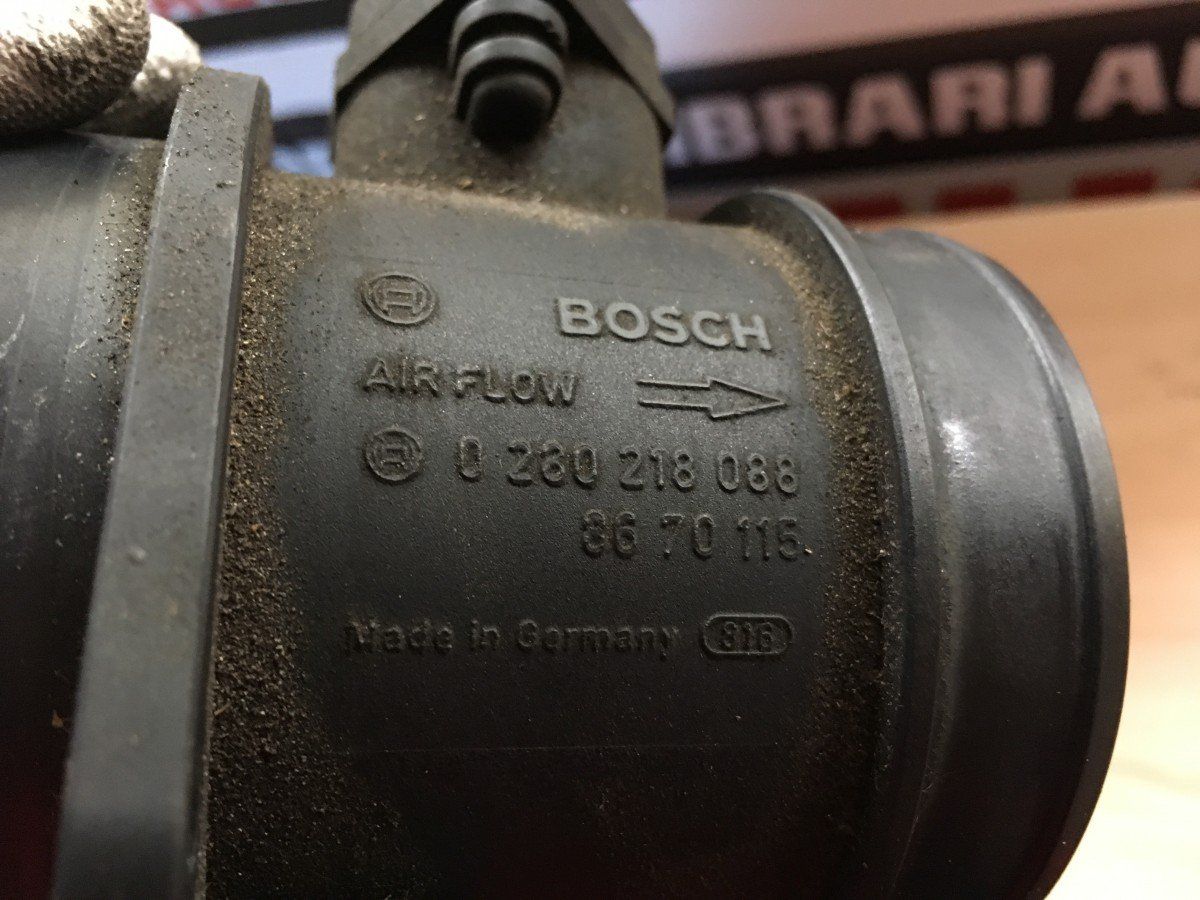 BRARI A
BOSCH
AIR FLOW
0 280 218 088
86 70 115
Made in Germany 816